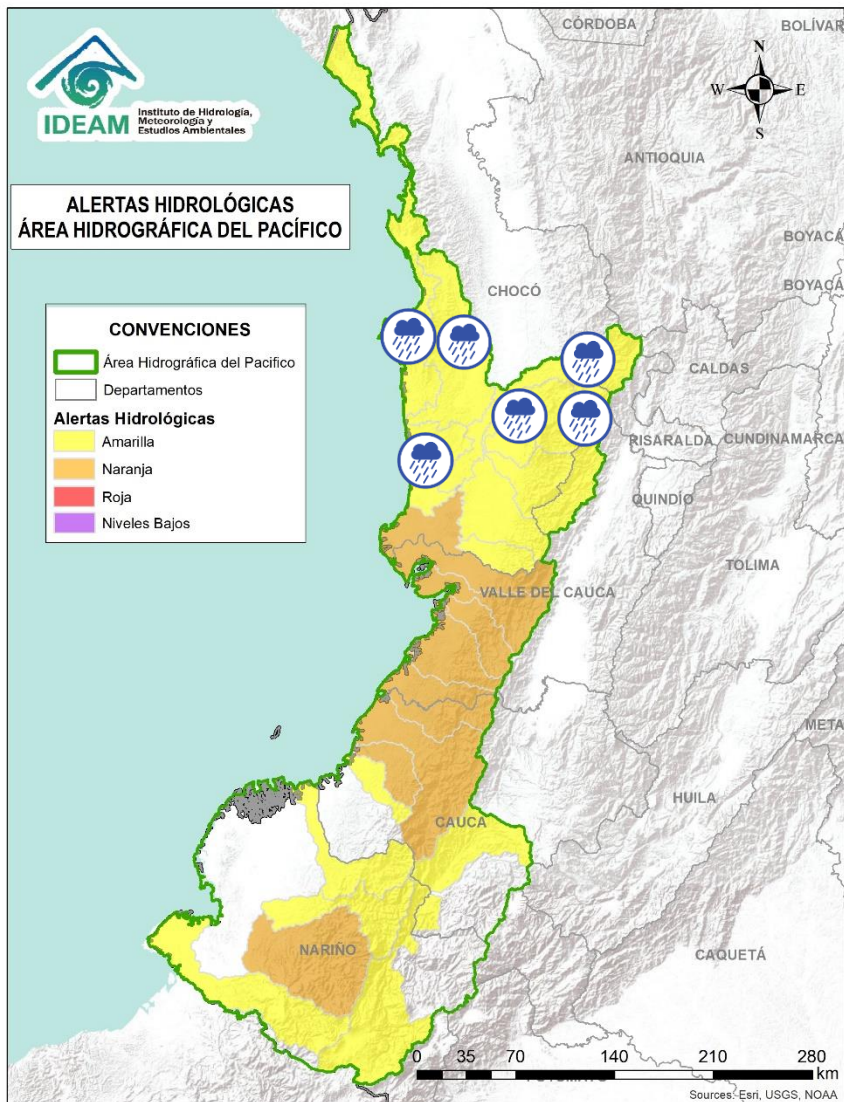 CÓRDOBA
BOLÍVAR
N
W
E
S
IDEAM
Instituto de Hidrología,
Meteorología y
Estudios Ambientales
ANTIOQUIA
ALERTAS HIDROLÓGICAS
ÁREA HIDROGRÁFICA DEL PACÍFICO
BOYACÁ
BOYACÁ
CHOCÓ
CONVENCIONES
Área Hidrográfica del Pacifico
Departamentos
Alertas Hidrológicas
Amarilla
Naranja
Roja
Niveles Bajos
CALDAS
RISARALDA
CUNDINAMARCA
QUINDÍO
TOLIMA
VALLE DEL CAUCA
META
HUILA
CAUCA
NARIÑO
CAQUETÁ
0 35 70 140 210 280
km
Sources: Esri, USGS, NOAA